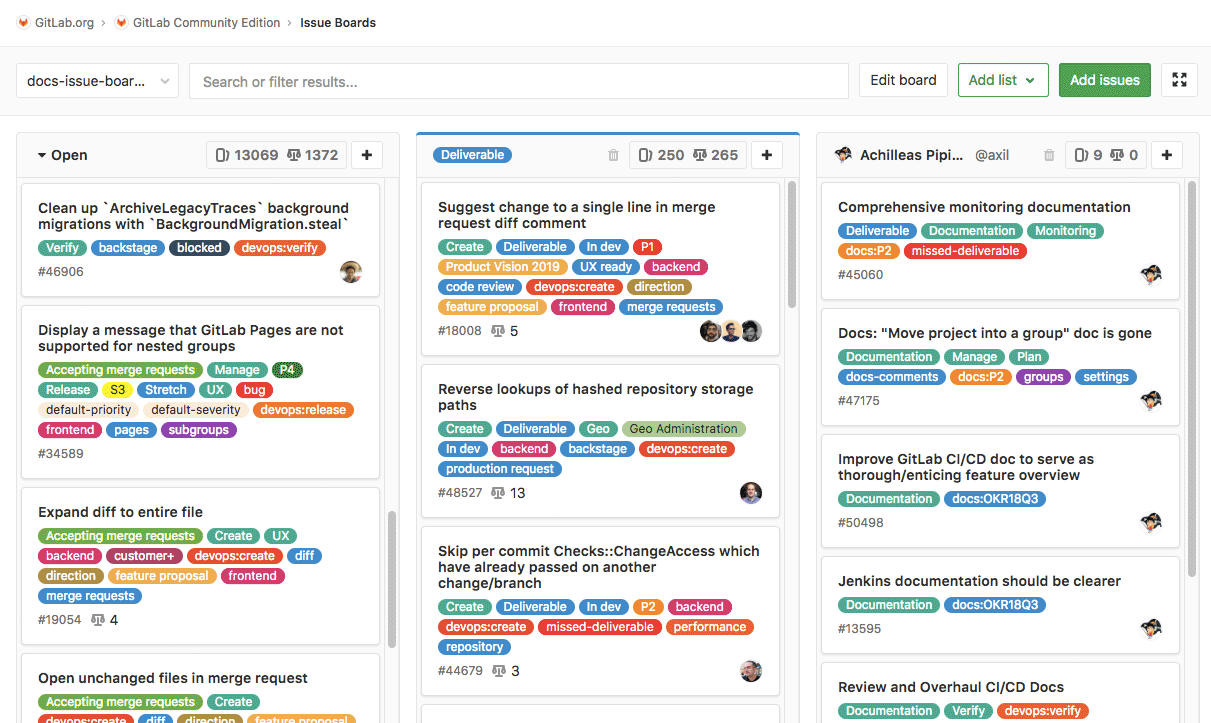 GitLab.org › GitLab Community Edition › Issue Boards
docs-issue-boar...
Search or filter results...
Edit board
Add list
Add issues
Open
13069 1372
Clean up `ArchiveLegacyTraces` background
migrations with `BackgroundMigration.steal`
Verify backstage blocked devops:verify
#46906
Display a message that GitLab Pages are not
supported for nested groups
Accepting merge requests Manage P4
Release S3 Stretch UX bug
default-priority default-severity devops:release
frontend pages subgroups
#34589
Expand diff to entire file
Accepting merge requests Create UX
backend customer+ devops:create diff
direction feature proposal frontend
merge requests
#19054 4
Open unchanged files in merge request
Accepting merge requests Create
devops:create diff direction feature proposal
Deliverable
250 265
Suggest change to a single line in merge
request diff comment
Create Deliverable In dev P1
Product Vision 2019 UX ready backend
code review devops:create direction
feature proposal frontend merge requests
#18008 5
Reverse lookups of hashed repository storage
paths
Create Deliverable Geo Geo Administration
In dev backend backstage devops:create
production request
#48527 13
Skip per commit Checks::ChangeAccess which
have already passed on another
change/branch
Create Deliverable In dev P2 backend
devops:create missed-deliverable performance
repository
#44679 3
Achilleas Pipi... @axil
9 0
Comprehensive monitoring documentation
Deliverable Documentation Monitoring
docs:P2 missed-deliverable
#45060
Docs: "Move project into a group" doc is gone
Documentation Manage Plan
docs-comments docs:P2 groups settings
#47175
Improve GitLab CI/CD doc to serve as
thorough/enticing feature overview
Documentation docs:OKR18Q3
#50498
Jenkins documentation should be clearer
Documentation docs:OKR18Q3
#13595
Review and Overhaul CI/CD Docs
Documentation Verify devops:verify